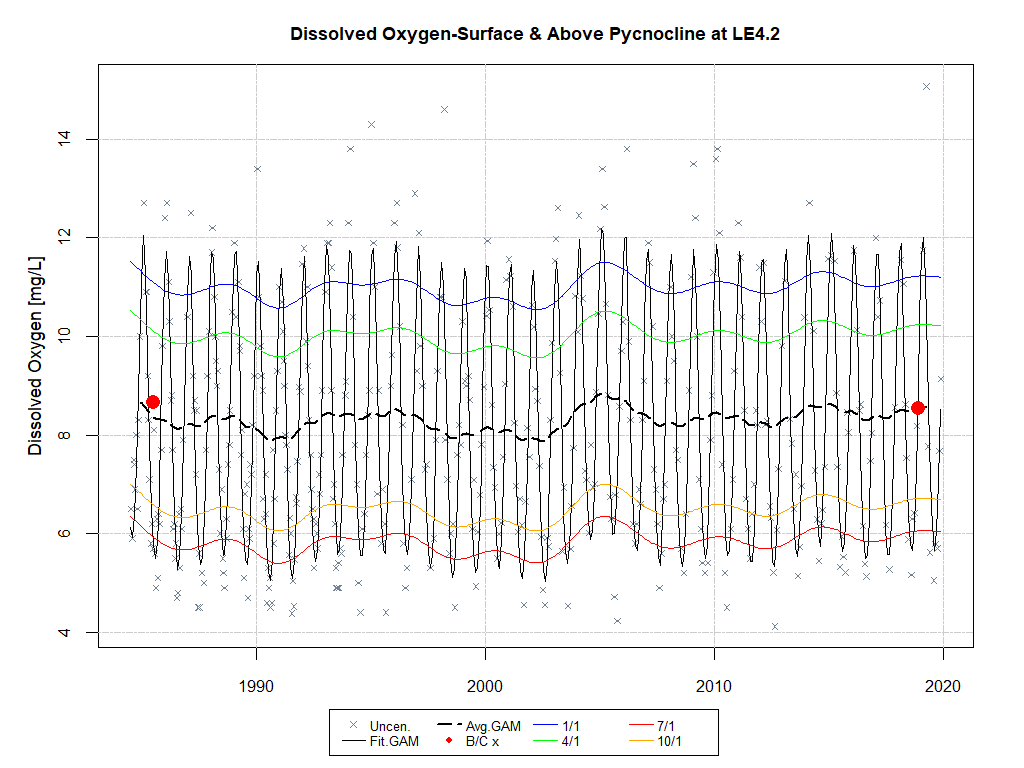 Dissolved Oxygen-Surface & Above Pycnocline at LE4.2
Dissolved Oxygen [mg/L]
14
12
10
8
6
4
1990 2000 2010 2020
Uncen. Avg.GAM 1/1 7/1
Fit.GAM B/C x 4/1 10/1